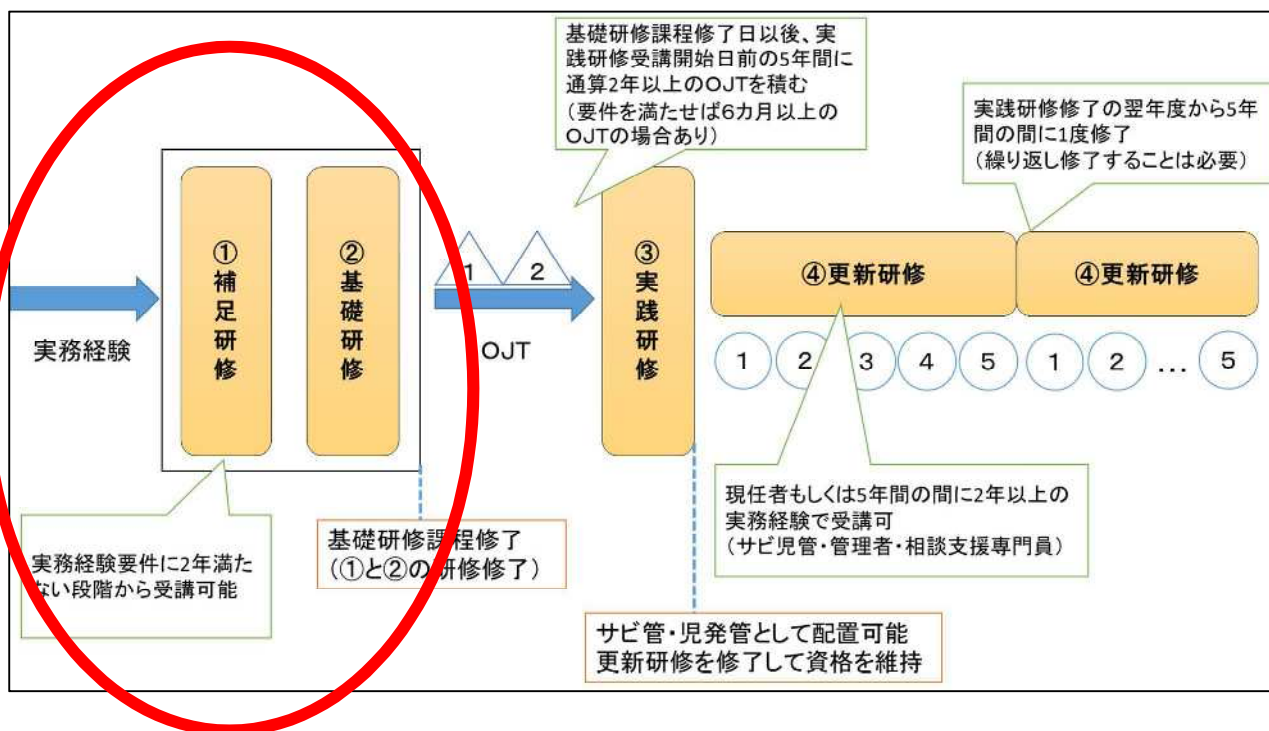 基礎研修課程修了日以後、実
践研修受講開始日前の5年間に
通算2年以上のOJTを積む
(要件を満たせば6カ月以上の
OJTの場合あり)
実践研修修了の翌年度から5年
間の間に1度修了
(繰り返し修了することは必要)
実務経験
①補足研修
②基礎研修
1
2
OJT
③実践研修
④更新研修
④更新研修
1
2
3
4
5
1
2
…
5
実務経験要件に2年満た
ない段階から受講可能
基礎研修課程修了
(①と②の研修修了)
現任者もしくは5年間の間に2年以上の
実務経験で受講可
(サビ児管・管理者・相談支援専門員)
サビ管・児発管として配置可能
更新研修を修了して資格を維持